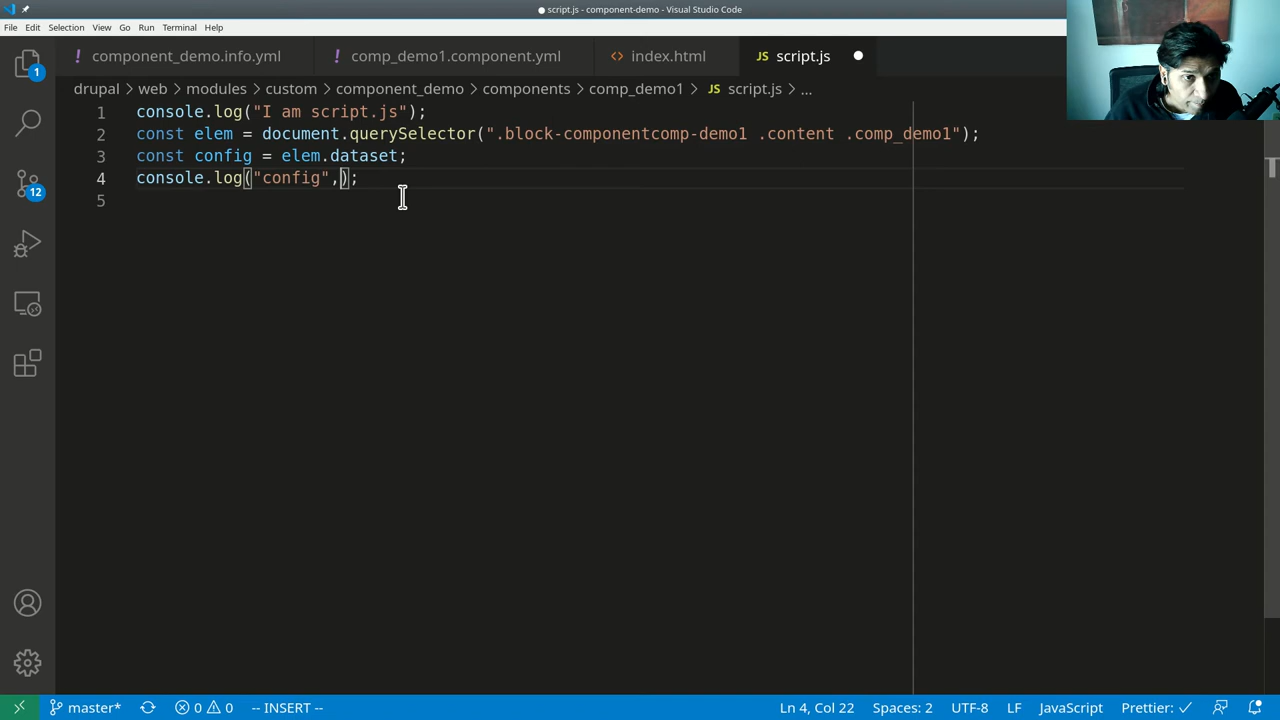 script.js - component-demo - Visual Studio Code
File Edit Selection View Go Run Terminal Help
component_demo.info.yml comp_demo1.component.yml index.html JS script.js
drupal > web > modules > custom > component_demo > components > comp_demo1 > JS script.js > ...
1 console.log("I am script.js");
2 const elem = document.querySelector(".block-componentcomp-demo1 .content .comp_demo1");
3 const config = elem.dataset;
4 console.log("config",);
5
1
12
master* 0 0 -- INSERT -- Ln 4, Col 22 Spaces: 2 UTF-8 LF JavaScript Prettier: ✓